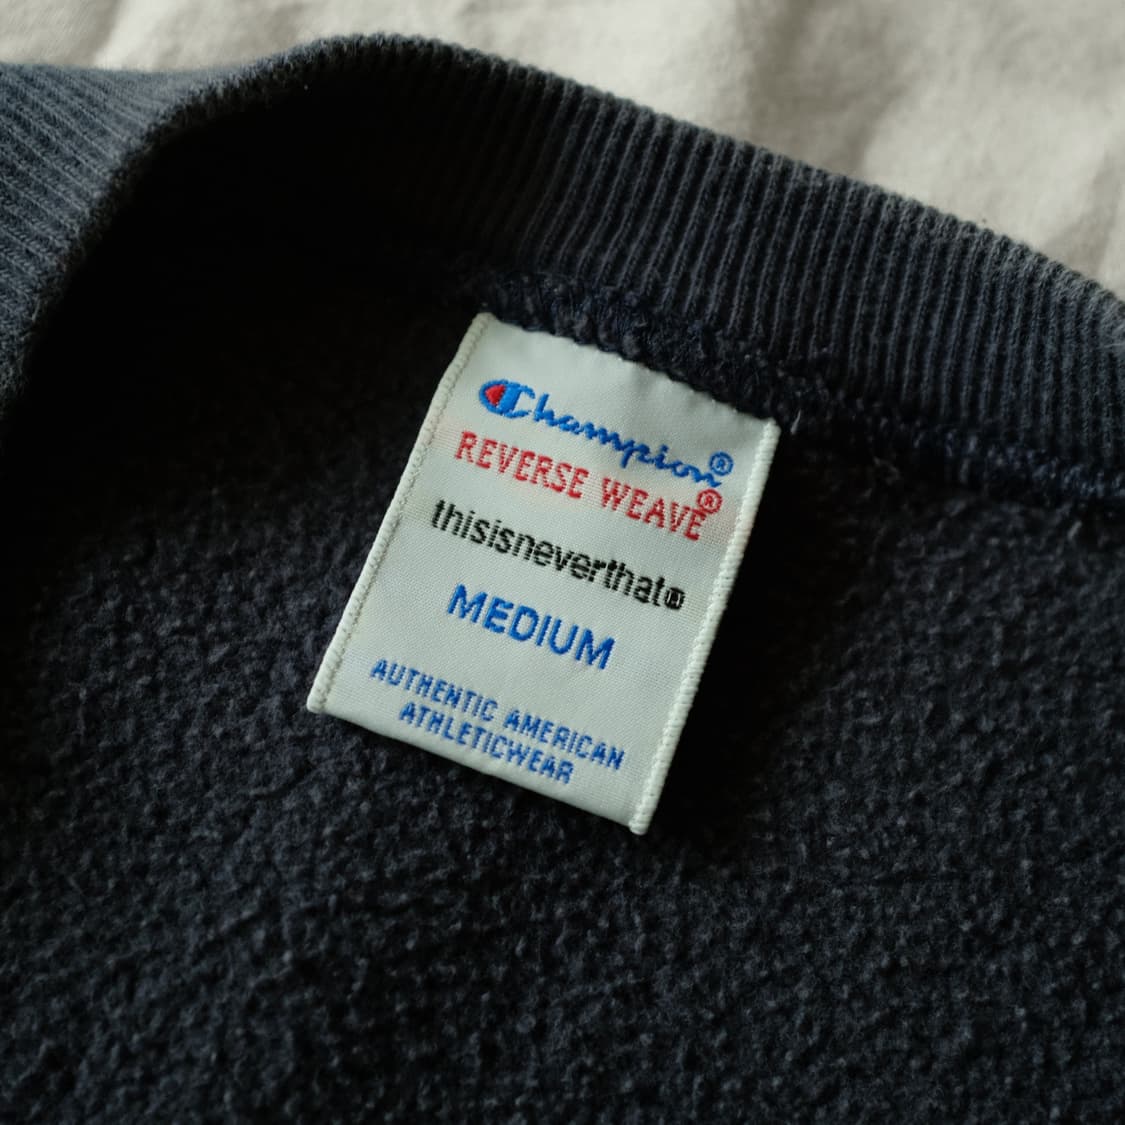 Champion®
REVERSE WEAVE®
thisisneverthat®
MEDIUM
AUTHENTIC AMERICAN
ATHLETICWEAR